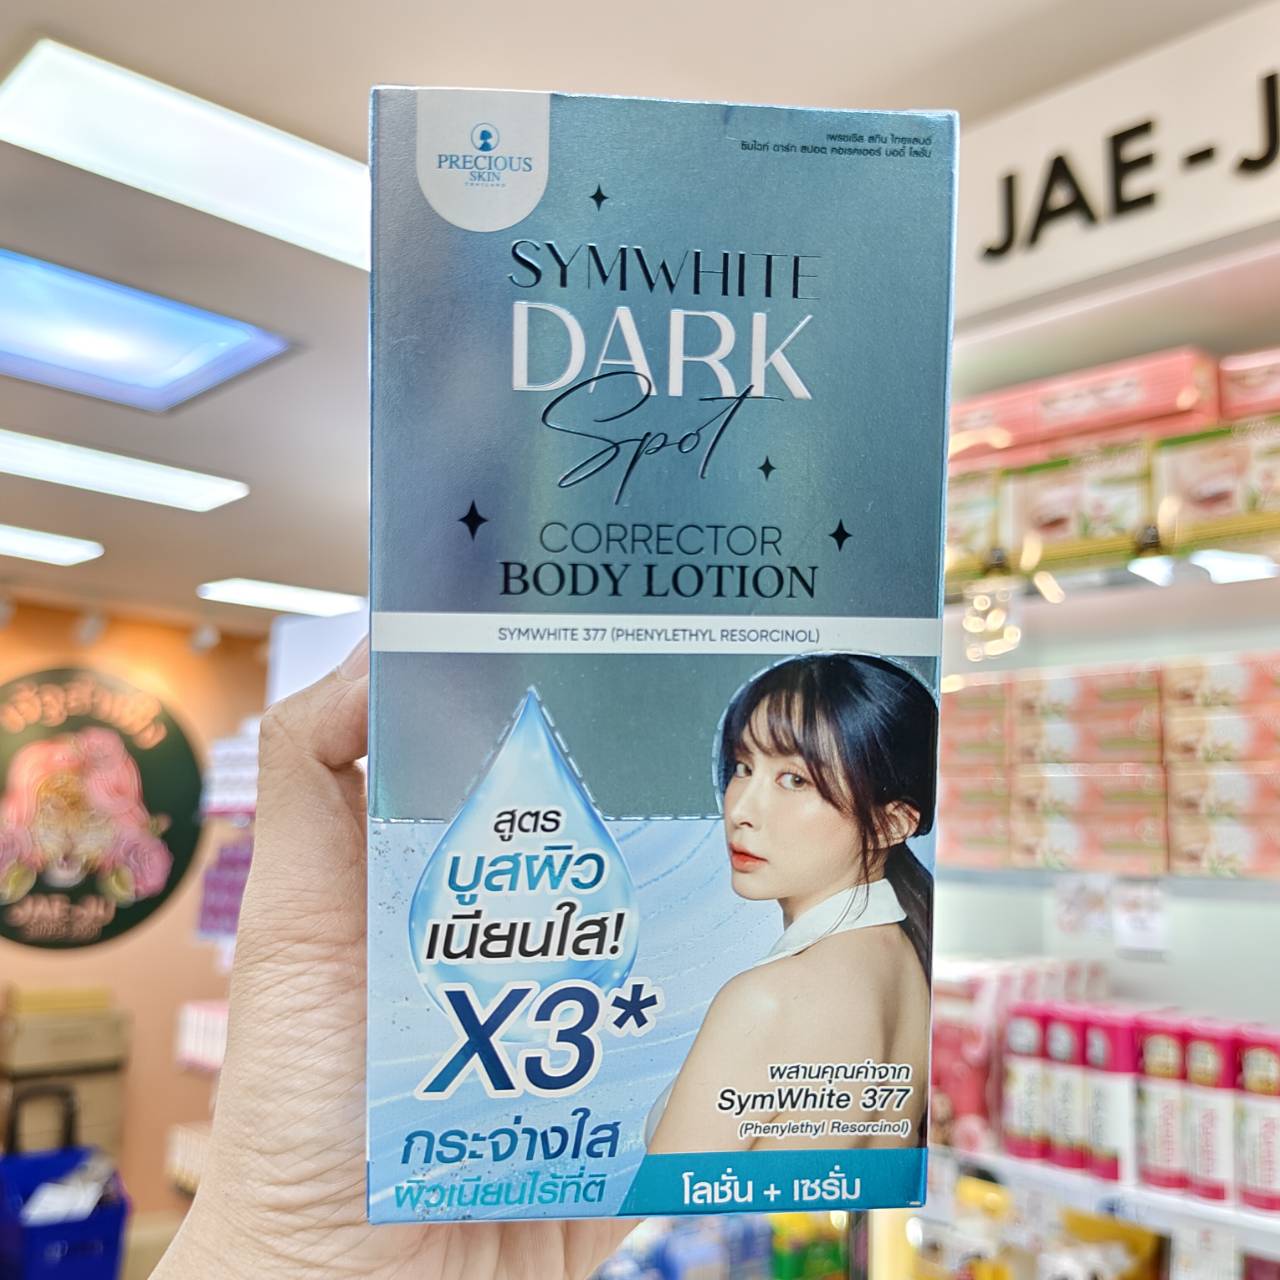 PRECIOUS
SKIN
THAILAND
เพรชเชิส สกิน ไทยแลนด์
ซิมไวท์ ดาร์ก สปอต คอเรคเตอร์ บอดี้ โลชั่น
JAE-J
SYMWHITE
DARK
Spot
CORRECTOR
BODY LOTION
SYMWHITE 377 (PHENYLETHYL RESORCINOL)
สูตร
บูสผิว
เนียนใส!
X3*
กระจ่างใส
ผิวเนียนไร้ที่ติ
ผสานคุณค่าจาก
SymWhite 377
(Phenylethyl Resorcinol)
โลชั่น + เซรั่ม
JAE-JU